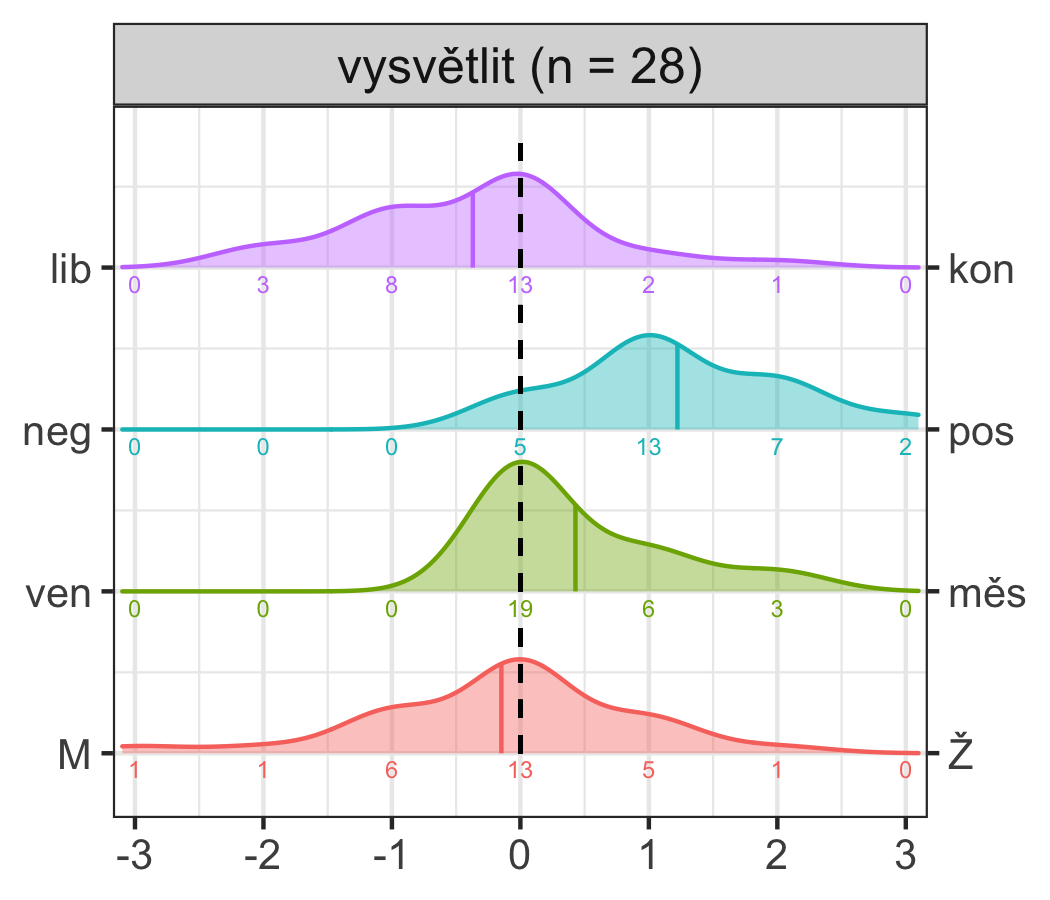 vysvětlit (n = 28)
lib kon
0 3 8 13 2 1 0
neg pos
0 0 0 5 13 7 2
ven měs
0 0 0 19 6 3 0
M Ž
1 1 6 13 5 1 0
-3 -2 -1 0 1 2 3